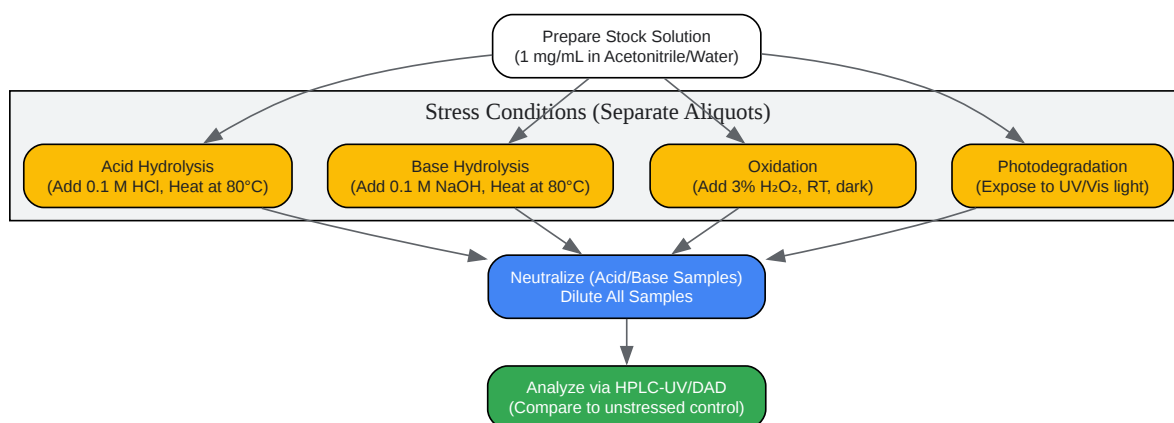 Prepare Stock Solution
(1 mg/mL in Acetonitrile/Water)
Stress Conditions (Separate Aliquots)
Acid Hydrolysis
(Add 0.1 M HCl, Heat at 80°C)
Base Hydrolysis
(Add 0.1 M NaOH, Heat at 80°C)
Oxidation
(Add 3% H₂O₂, RT, dark)
Photodegradation
(Expose to UV/Vis light)
Neutralize (Acid/Base Samples)
Dilute All Samples
Analyze via HPLC-UV/DAD
(Compare to unstressed control)